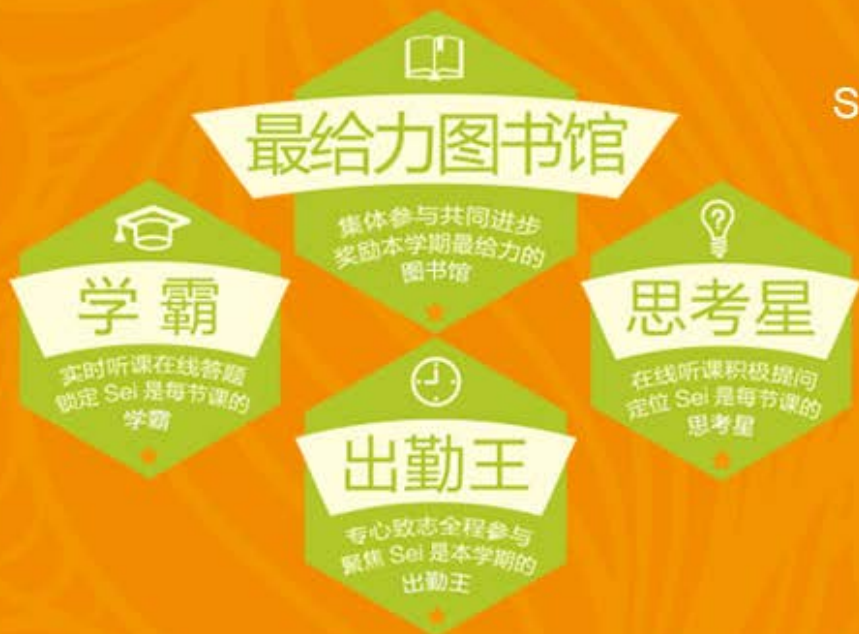 最给力图书馆
集体参与共同进步
奖励本学期最给力的
图书馆
学霸
实时听课在线答题
锁定 Sei 是每节课的
学霸
思考星
在线听课积极提问
定位 Sei 是每节课的
思考星
出勤王
专心致志全程参与
聚焦 Sei 是本学期的
出勤王
S